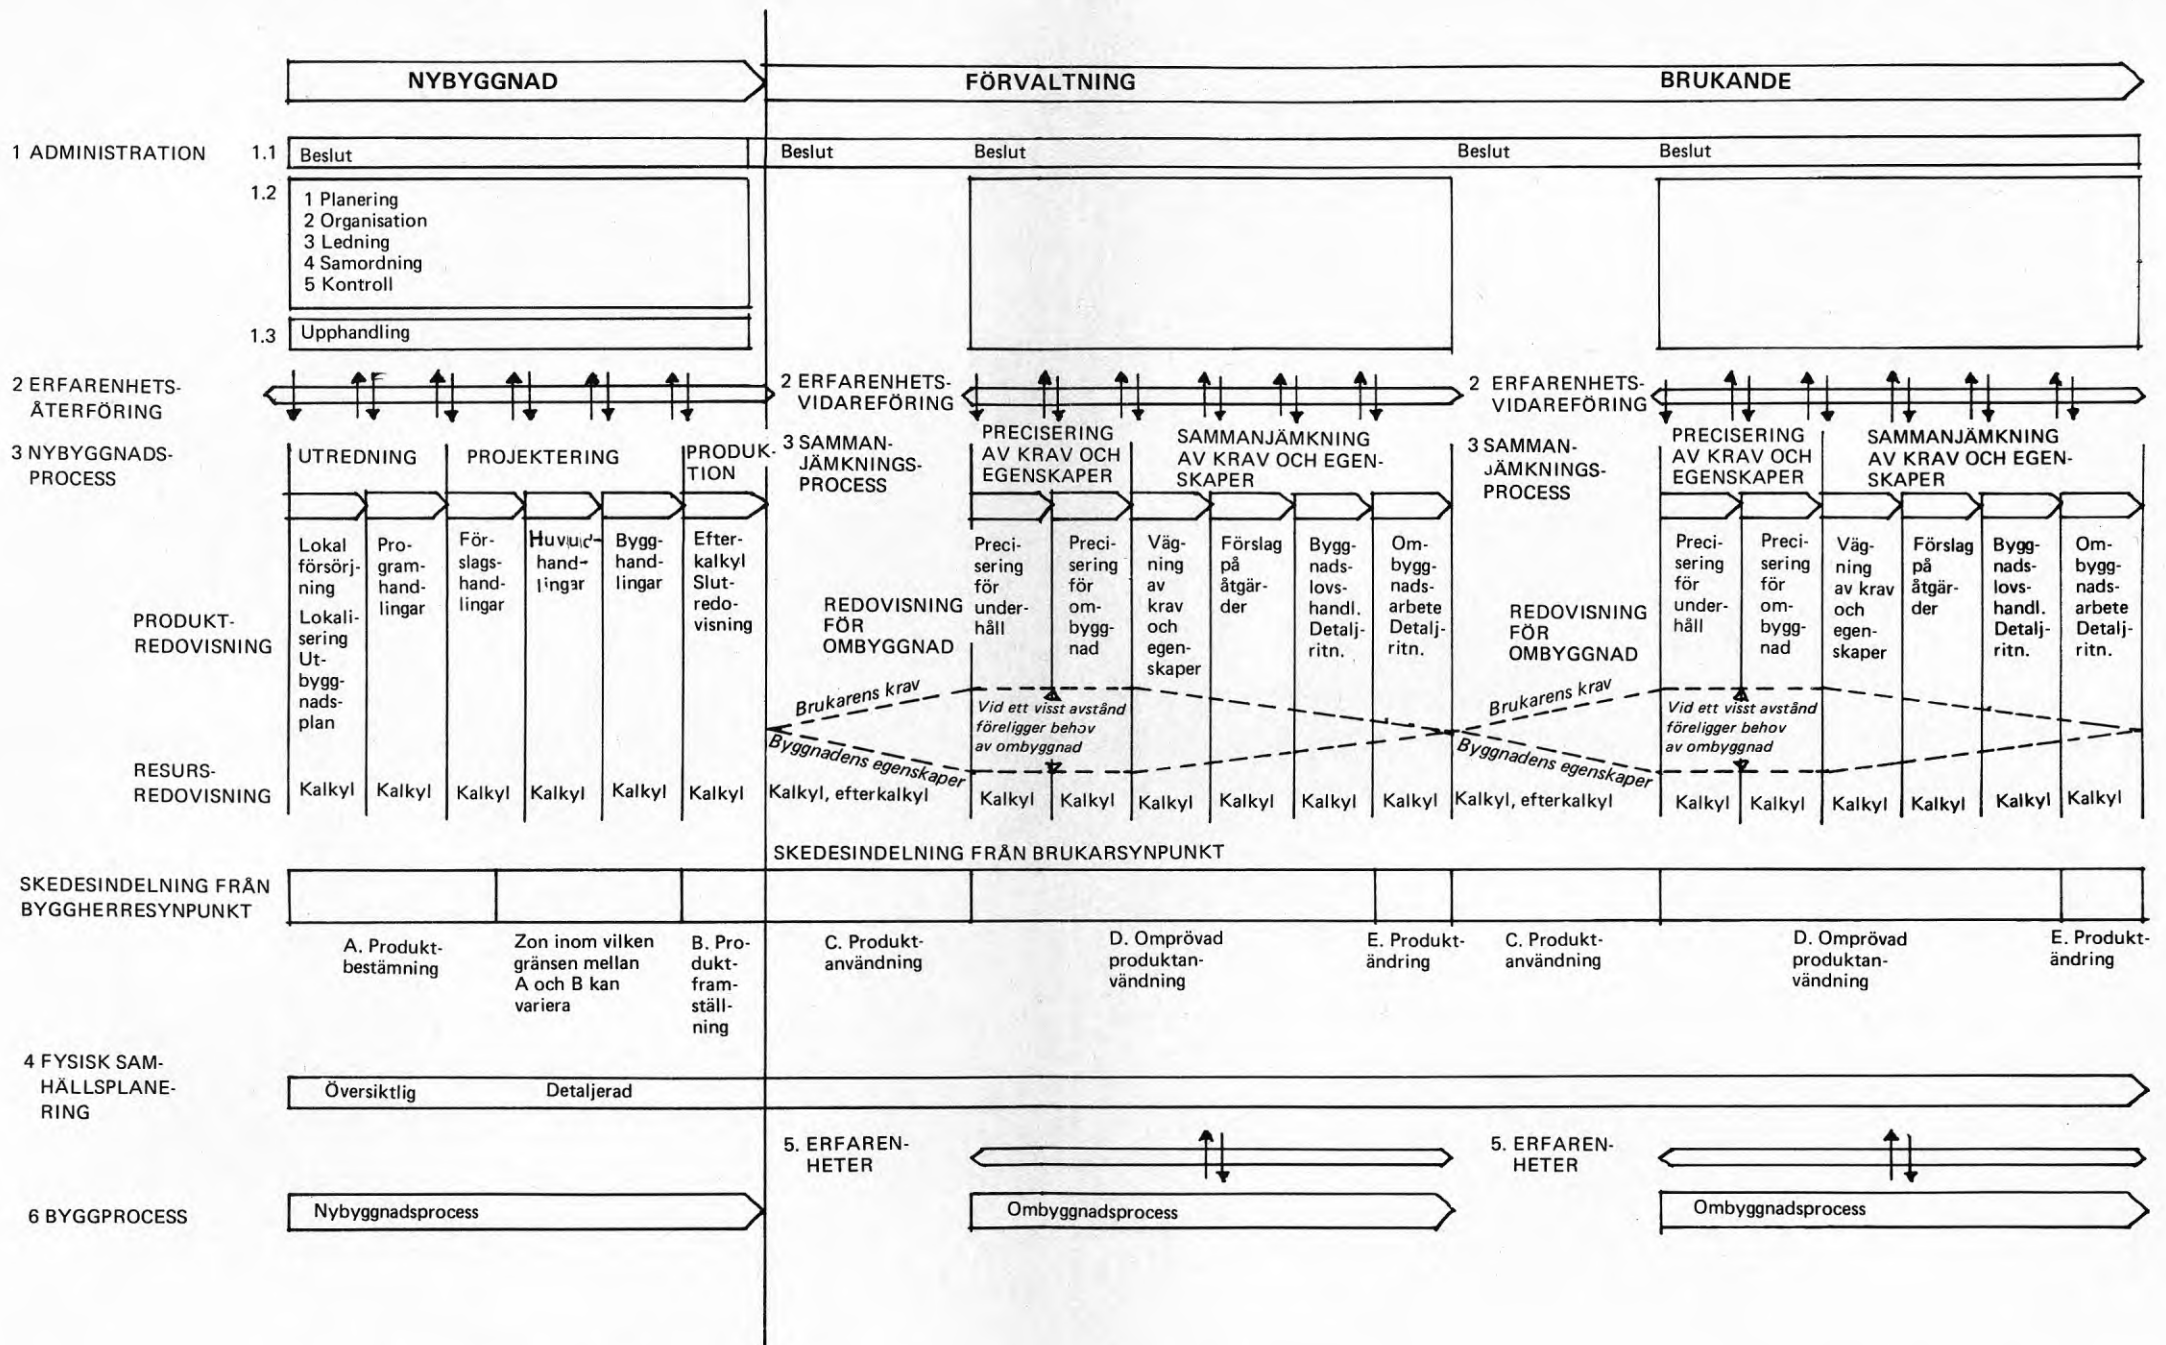 NYBYGGNAD
FÖRVALTNING
BRUKANDE
1 ADMINISTRATION
1.1
Beslut
Beslut
Beslut
Beslut
Beslut
1.2
1 Planering
2 Organisation
3 Ledning
4 Samordning
5 Kontroll
1.3
Upphandling
2 ERFARENHETS-
ÅTERFÖRING
2 ERFARENHETS-
VIDAREFÖRING
2 ERFARENHETS-
VIDAREFÖRING
3 NYBYGGNADS-
PROCESS
UTREDNING
PROJEKTERING
PRODUK-
TION
3 SAMMAN-
JÄMKNINGS-
PROCESS
PRECISERING
AV KRAV OCH
EGENSKAPER
SAMMANJÄMKNING
AV KRAV OCH EGEN-
SKAPER
3 SAMMAN-
JÄMKNINGS-
PROCESS
PRECISERING
AV KRAV OCH
EGENSKAPER
SAMMANJÄMKNING
AV KRAV OCH EGEN-
SKAPER
PRODUKT-
REDOVISNING
Lokal
försörj-
ning
Lokali-
sering
Ut-
bygg-
nads-
plan
Pro-
gram-
hand-
lingar
För-
slags-
hand-
lingar
Huvud-
hand-
lingar
Bygg-
hand-
lingar
Efter-
kalkyl
Slut-
redo-
visning
REDOVISNING
FÖR
OMBYGGNAD
Preci-
sering
för
under-
håll
Preci-
sering
för
om-
bygg-
nad
Väg-
ning
av
krav
och
egen-
skaper
Förslag
på
åtgär-
der
Bygg-
nads-
lovs-
handl.
Detalj-
ritn.
Om-
bygg-
nads-
arbete
Detalj-
ritn.
REDOVISNING
FÖR
OMBYGGNAD
Preci-
sering
för
under-
håll
Preci-
sering
för
om-
bygg-
nad
Väg-
ning
av krav
och
egen-
skaper
Förslag
på
åtgär-
der
Bygg-
nads-
lovs-
handl.
Detalj-
ritn.
Om-
bygg-
nads-
arbete
Detalj-
ritn.
Brukarens krav
Byggnadens egenskaper
Vid ett visst avstånd
föreligger behov
av ombyggnad
Brukarens krav
Byggnadens egenskaper
Vid ett visst avstånd
föreligger behov
av ombyggnad
RESURS-
REDOVISNING
Kalkyl
Kalkyl
Kalkyl
Kalkyl
Kalkyl
Kalkyl
Kalkyl, efterkalkyl
Kalkyl
Kalkyl
Kalkyl
Kalkyl
Kalkyl
Kalkyl
Kalkyl, efterkalkyl
Kalkyl
Kalkyl
Kalkyl
Kalkyl
Kalkyl
Kalkyl
SKEDESINDELNING FRÅN BRUKARSYNPUNKT
SKEDESINDELNING FRÅN
BYGGHERRESYNPUNKT
A. Produkt-
bestämning
Zon inom vilken
gränsen mellan
A och B kan
variera
B. Pro-
dukt-
fram-
ställ-
ning
C. Produkt-
användning
D. Omprövad
produktan-
vändning
E. Produkt-
ändring
C. Produkt-
användning
D. Omprövad
produktan-
vändning
E. Produkt-
ändring
4 FYSISK SAM-
HÄLLSPLANE-
RING
Översiktlig
Detaljerad
5. ERFAREN-
HETER
5. ERFAREN-
HETER
6 BYGGPROCESS
Nybyggnadsprocess
Ombyggnadsprocess
Ombyggnadsprocess